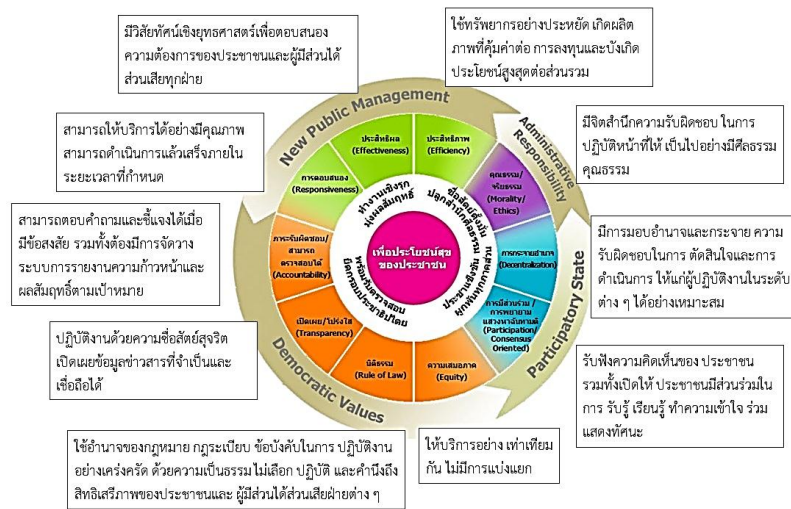 มีวิสัยทัศน์เชิงยุทธศาสตร์เพื่อตอบสนอง
ความต้องการของประชาชนและผู้มีส่วนได้
ส่วนเสียทุกฝ่าย
ใช้ทรัพยากรอย่างประหยัด เกิดผลิต
ภาพที่คุ้มค่าต่อ การลงทุนและบังเกิด
ประโยชน์สูงสุดต่อส่วนรวม
สามารถให้บริการได้อย่างมีคุณภาพ
สามารถดำเนินการแล้วเสร็จภายใน
ระยะเวลาที่กำหนด
มีจิตสำนึกความรับผิดชอบ ในการ
ปฏิบัติหน้าที่ให้ เป็นไปอย่างมีศีลธรรม
คุณธรรม
สามารถตอบคำถามและชี้แจงได้เมื่อ
มีข้อสงสัย รวมทั้งต้องมีการจัดวาง
ระบบการรายงานความก้าวหน้าและ
ผลสัมฤทธิ์ตามเป้าหมาย
มีการมอบอำนาจและกระจาย ความ
รับผิดชอบในการ ตัดสินใจและการ
ดำเนินการ ให้แก่ผู้ปฏิบัติงานในระดับ
ต่าง ๆ ได้อย่างเหมาะสม
ปฏิบัติงานด้วยความซื่อสัตย์สุจริต
เปิดเผยข้อมูลข่าวสารที่จำเป็นและ
เชื่อถือได้
รับฟังความคิดเห็นของ ประชาชน
รวมทั้งเปิดให้ ประชาชนมีส่วนร่วมใน
การ รับรู้ เรียนรู้ ทำความเข้าใจ ร่วม
แสดงทัศนะ
ใช้อำนาจของกฎหมาย กฎระเบียบ ข้อบังคับในการ ปฏิบัติงาน
อย่างเคร่งครัด ด้วยความเป็นธรรม ไม่เลือก ปฏิบัติ และคำนึงถึง
สิทธิเสรีภาพของประชาชนและ ผู้มีส่วนได้ส่วนเสียฝ่ายต่าง ๆ
ให้บริการอย่าง เท่าเทียม
กัน ไม่มีการแบ่งแยก
New Public Management
Administrative
Responsibility
Participatory State
Democratic Values
ประสิทธิผล
(Effectiveness)
ประสิทธิภาพ
(Efficiency)
คุณธรรม/
จริยธรรม
(Morality/
Ethics)
การกระจายอำนาจ
(Decentralization)
การมีส่วนร่วม /
การพยายาม
แสวงหาฉันทามติ
(Participation/
Consensus
Oriented)
ความเสมอภาค
(Equity)
นิติธรรม
(Rule of Law)
เปิดเผย/โปร่งใส
(Transparency)
ภาระรับผิดชอบ/
สามารถ
ตรวจสอบได้
(Accountability)
การตอบสนอง
(Responsiveness)
ทำงานเชิงรุก
มุ่งผลสัมฤทธิ์
ซื่อสัตย์ตั้งมั่น
ปลูกสำนึกศีลธรรม
ประชาเชิงชัน
ผูกพันทุกภาคส่วน
พร้อมรับตรวจสอบ
ยึดกรอบประชาธิปไตย
เพื่อประโยชน์สุข
ของประชาชน